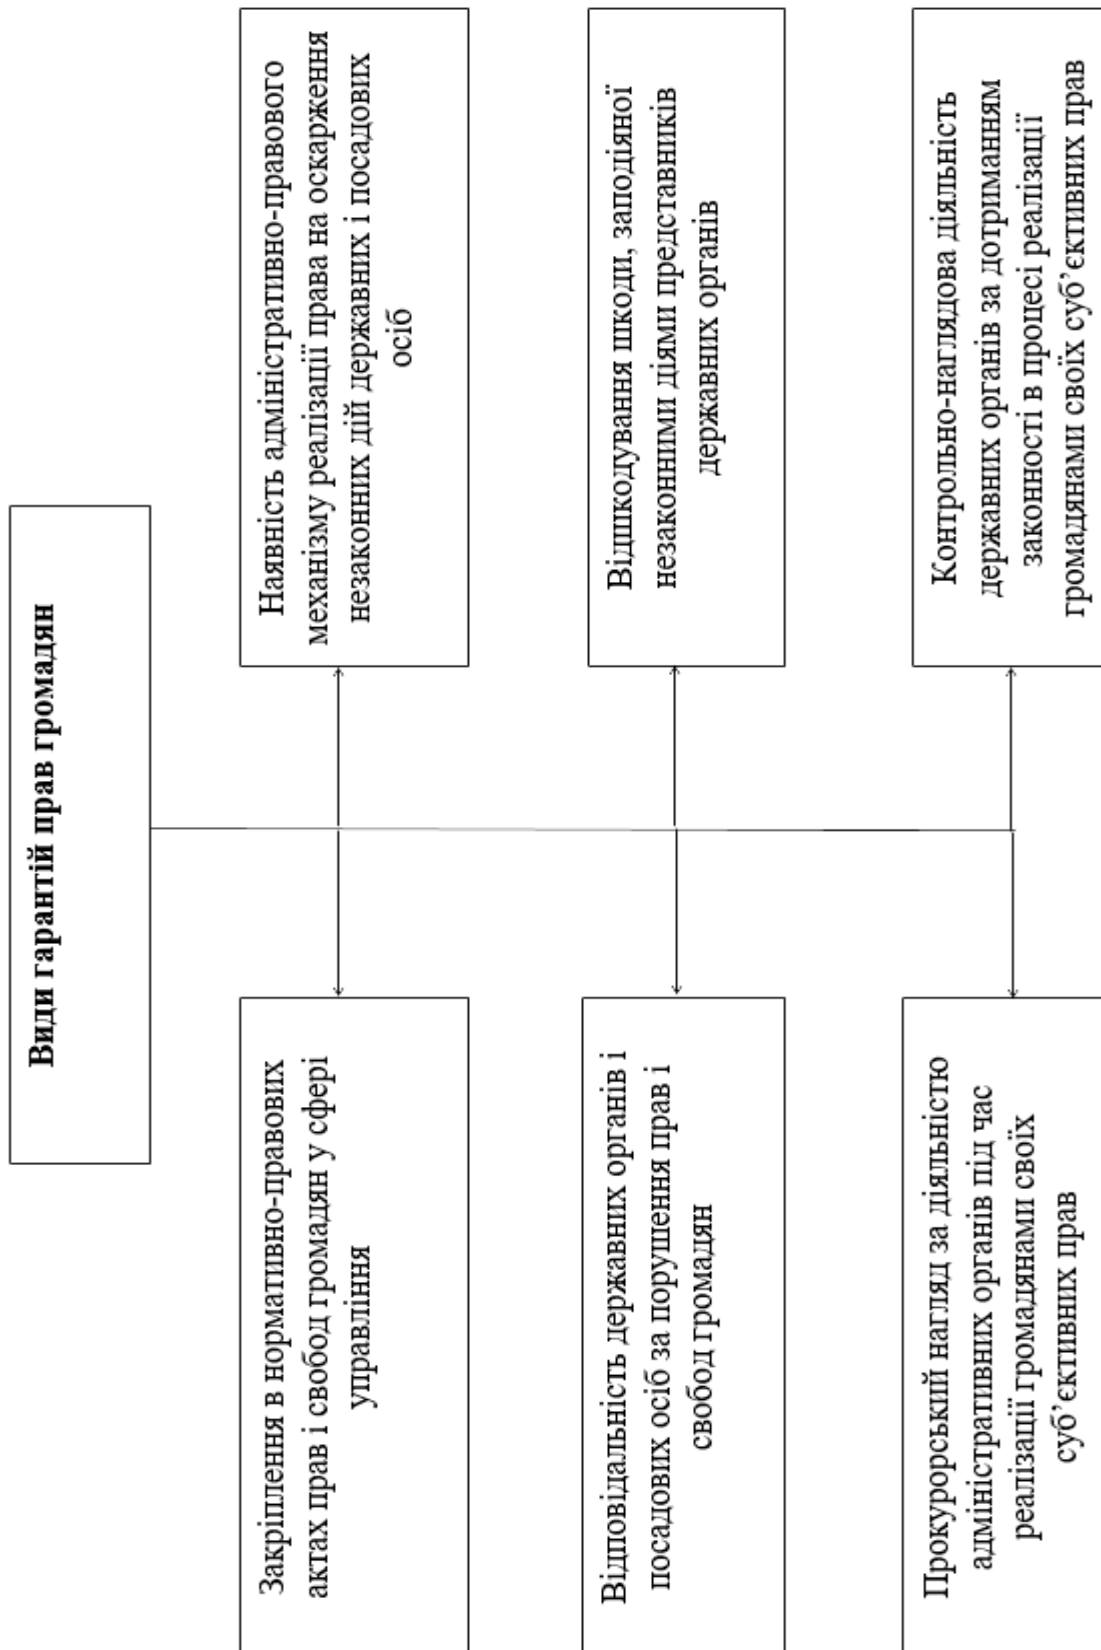 Види гарантій прав громадян
Закріплення в нормативно-правових
актах прав і свобод громадян у сфері
управління
Наявність адміністративно-правового
механізму реалізації права на оскарження
незаконних дій державних і посадових
осіб
Відповідальність державних органів і
посадових осіб за порушення прав і
свобод громадян
Відшкодування шкоди, заподіяної
незаконними діями представників
державних органів
Прокурорський нагляд за діяльністю
адміністративних органів під час
реалізації громадянами своїх
суб’єктивних прав
Контрольно-наглядова діяльність
державних органів за дотриманням
законності в процесі реалізації
громадянами своїх суб’єктивних прав